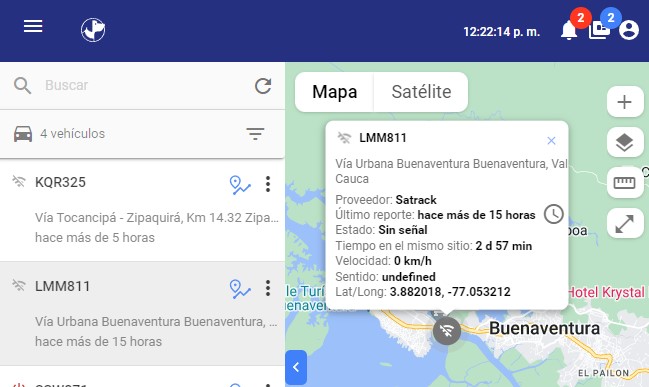 12:22:14 p. m.
2
2
Buscar
4 vehículos
KQR325
Vía Tocancipá - Zipaquirá, Km 14.32 Zipa...
hace más de 5 horas
LMM811
Vía Urbana Buenaventura Buenaventura, ...
hace más de 15 horas
Mapa
Satélite
LMM811
Vía Urbana Buenaventura Buenaventura, Val
Cauca
Proveedor: Satrack
Último reporte: hace más de 15 horas
Estado: Sin señal
Tiempo en el mismo sitio: 2 d 57 min
Velocidad: 0 km/h
Sentido: undefined
Lat/Long: 3.882018, -77.053212
Hotel Krystal
Buenaventura
EL PAILON